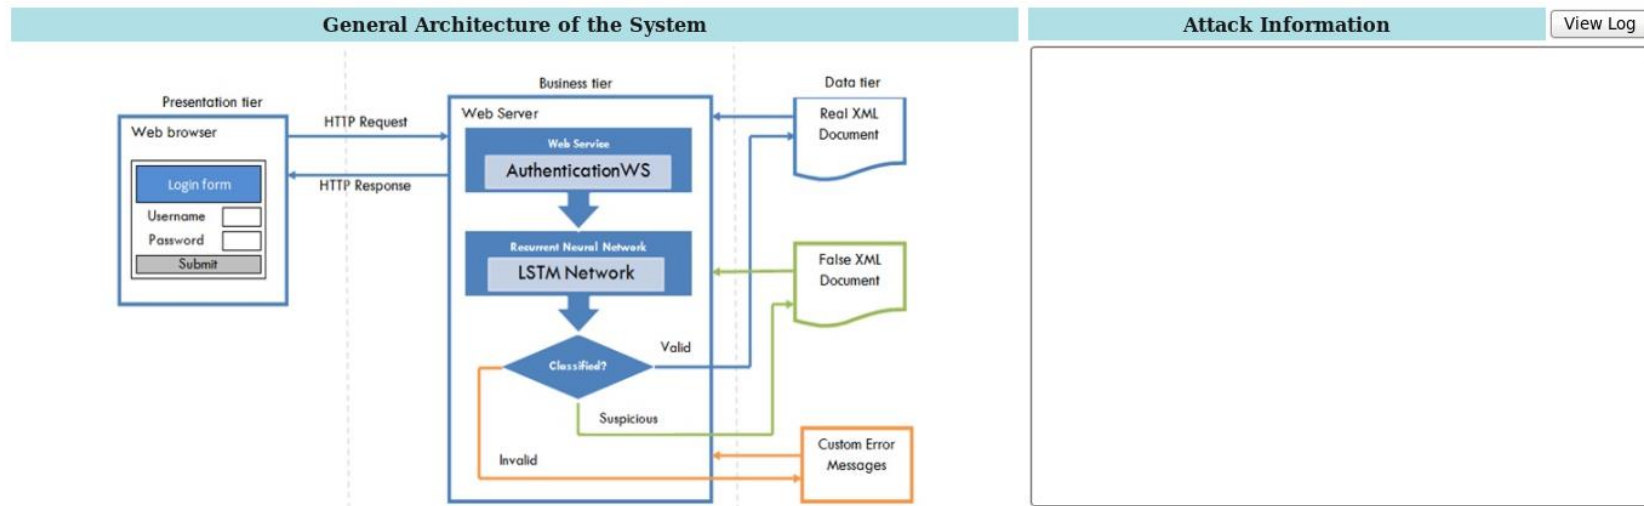 General Architecture of the System
Attack Information
View Log
Presentation tier
Web browser
Login form
Username
Password
Submit
HTTP Request
HTTP Response
Business tier
Web Server
Web Service
AuthenticationWS
Recurrent Neural Network
LSTM Network
Classified?
Valid
Suspicious
Invalid
Data tier
Real XML
Document
False XML
Document
Custom Error
Messages